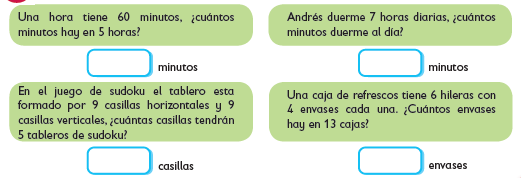 Una hora tiene 60 minutos, ¿cuántos
minutos hay en 5 horas?
minutos
Andrés duerme 7 horas diarias, ¿cuántos
minutos duerme al día?
minutos
En el juego de sudoku el tablero esta
formado por 9 casillas horizontales y 9
casillas verticales, ¿cuántas casillas tendrán
5 tableros de sudoku?
casillas
Una caja de refrescos tiene 6 hileras con
4 envases cada una. ¿Cuántos envases
hay en 13 cajas?
envases